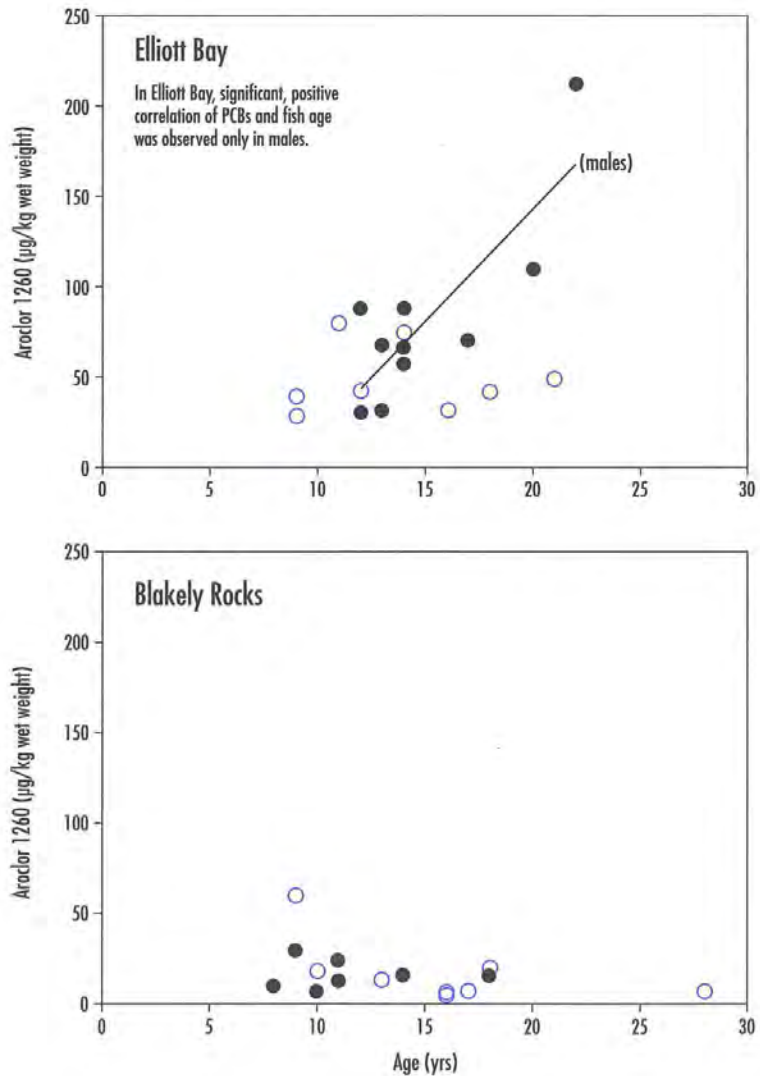 Elliott Bay
In Elliott Bay, significant, positive
correlation of PCBs and fish age
was observed only in males.
(males)
Aroclor 1260 (µg/kg wet weight)
250
200
150
100
50
0
0 5 10 15 20 25 30
Blakely Rocks
Aroclor 1260 (µg/kg wet weight)
250
200
150
100
50
0
0 5 10 15 20 25 30
Age (yrs)